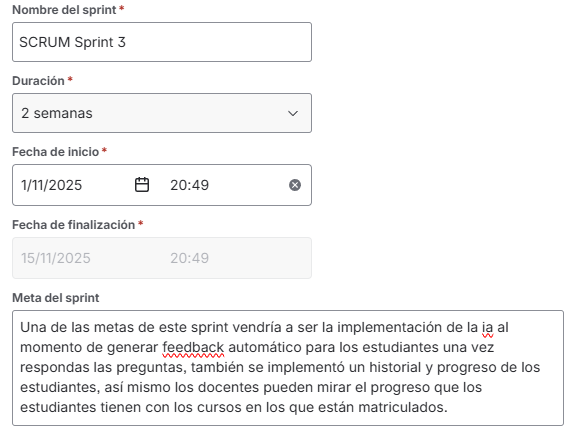 Nombre del sprint *
SCRUM Sprint 3
Duración *
2 semanas
Fecha de inicio *
1/11/2025 20:49
Fecha de finalización *
15/11/2025 20:49
Meta del sprint
Una de las metas de este sprint vendría a ser la implementación de la ia al
momento de generar feedback automático para los estudiantes una vez
respondas las preguntas, también se implementó un historial y progreso de los
estudiantes, así mismo los docentes pueden mirar el progreso que los
estudiantes tienen con los cursos en los que están matriculados.